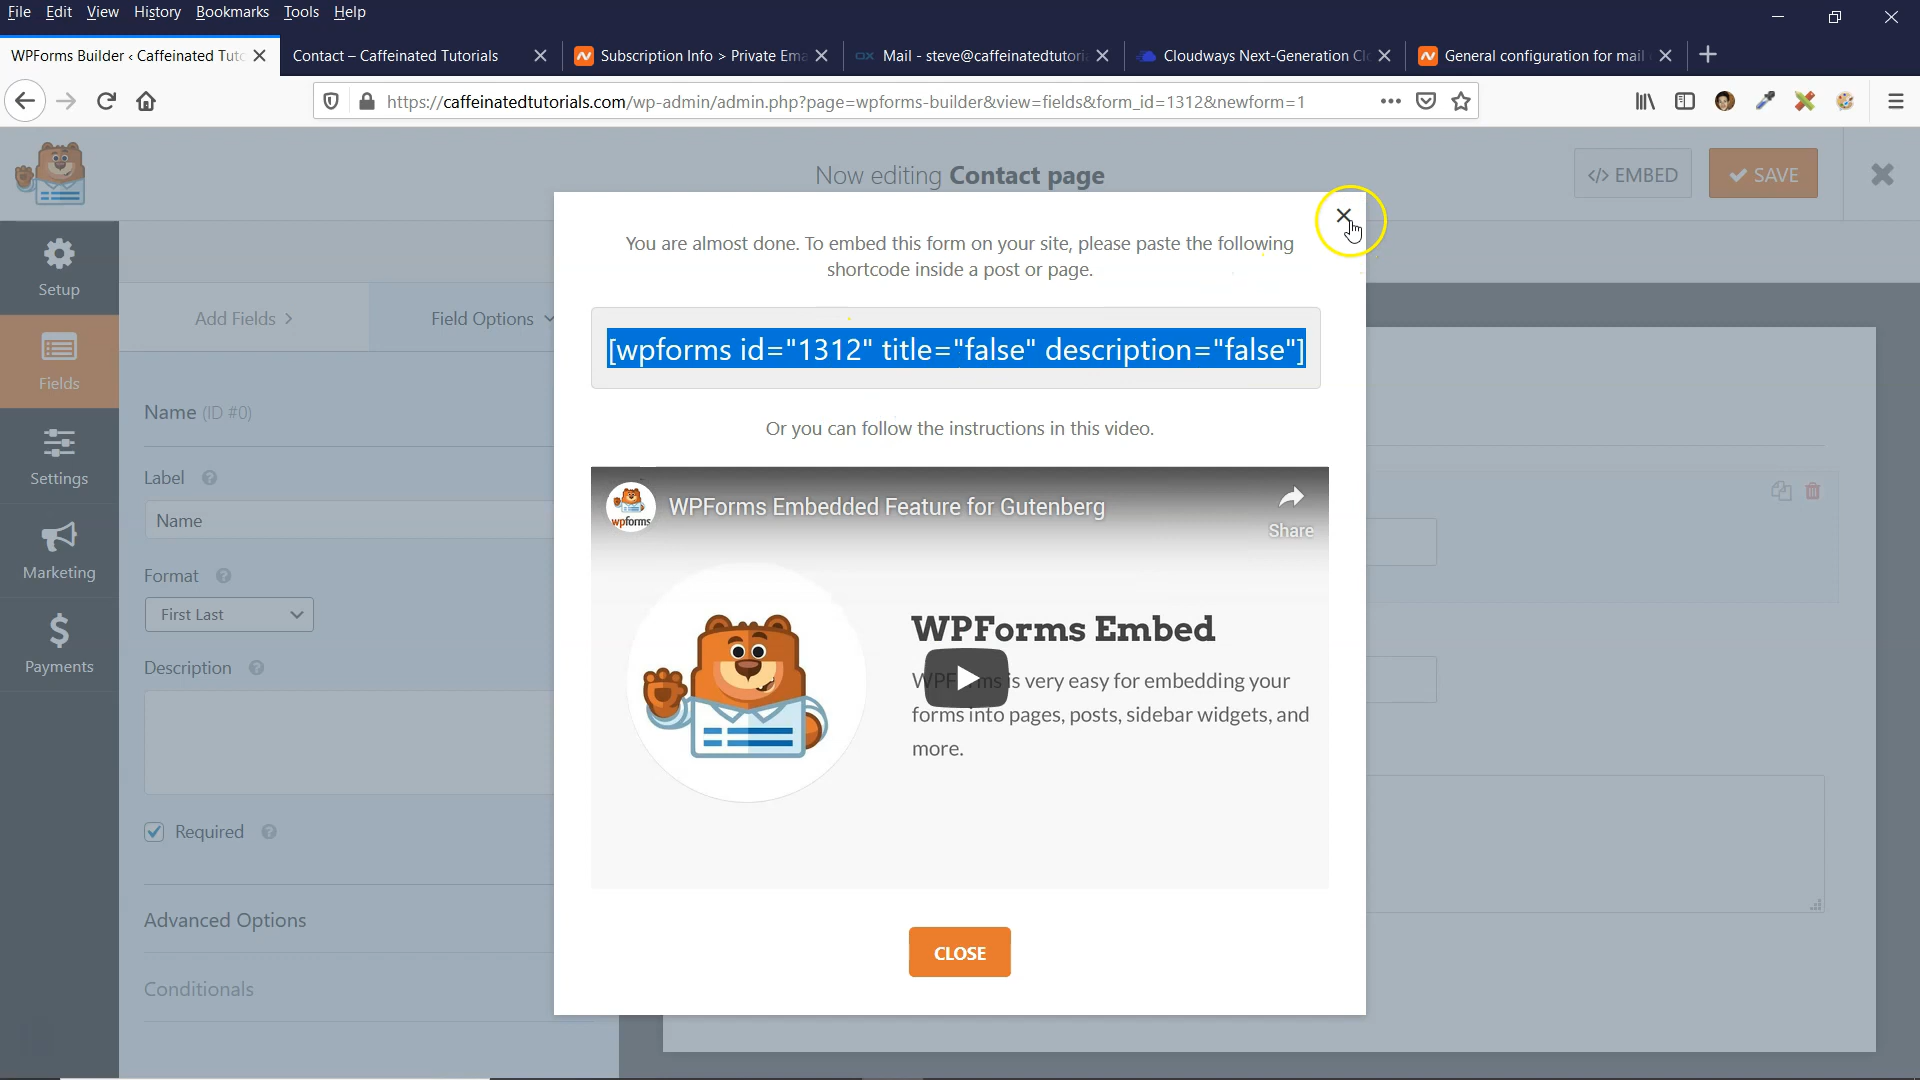 File Edit View History Bookmarks Tools Help
WPForms Builder ‹ Caffeinated Tuto
Contact – Caffeinated Tutorials
Subscription Info > Private Ema
Mail - steve@caffeinatedtutori
Cloudways Next-Generation Cl
General configuration for mail
https://caffeinatedtutorials.com/wp-admin/admin.php?page=wpforms-builder&view=fields&form_id=1312&newform=1
Now editing Contact page
</> EMBED
SAVE
Setup
Fields
Settings
Marketing
Payments
Add Fields
Field Options
Name (ID #0)
Label
Name
Format
First Last
Description
Required
Advanced Options
Conditionals
You are almost done. To embed this form on your site, please paste the following
shortcode inside a post or page.
[wpforms id="1312" title="false" description="false"]
Or you can follow the instructions in this video.
wpforms
WPForms Embedded Feature for Gutenberg
Share
WPForms Embed
WPForms is very easy for embedding your
forms into pages, posts, sidebar widgets, and
more.
CLOSE